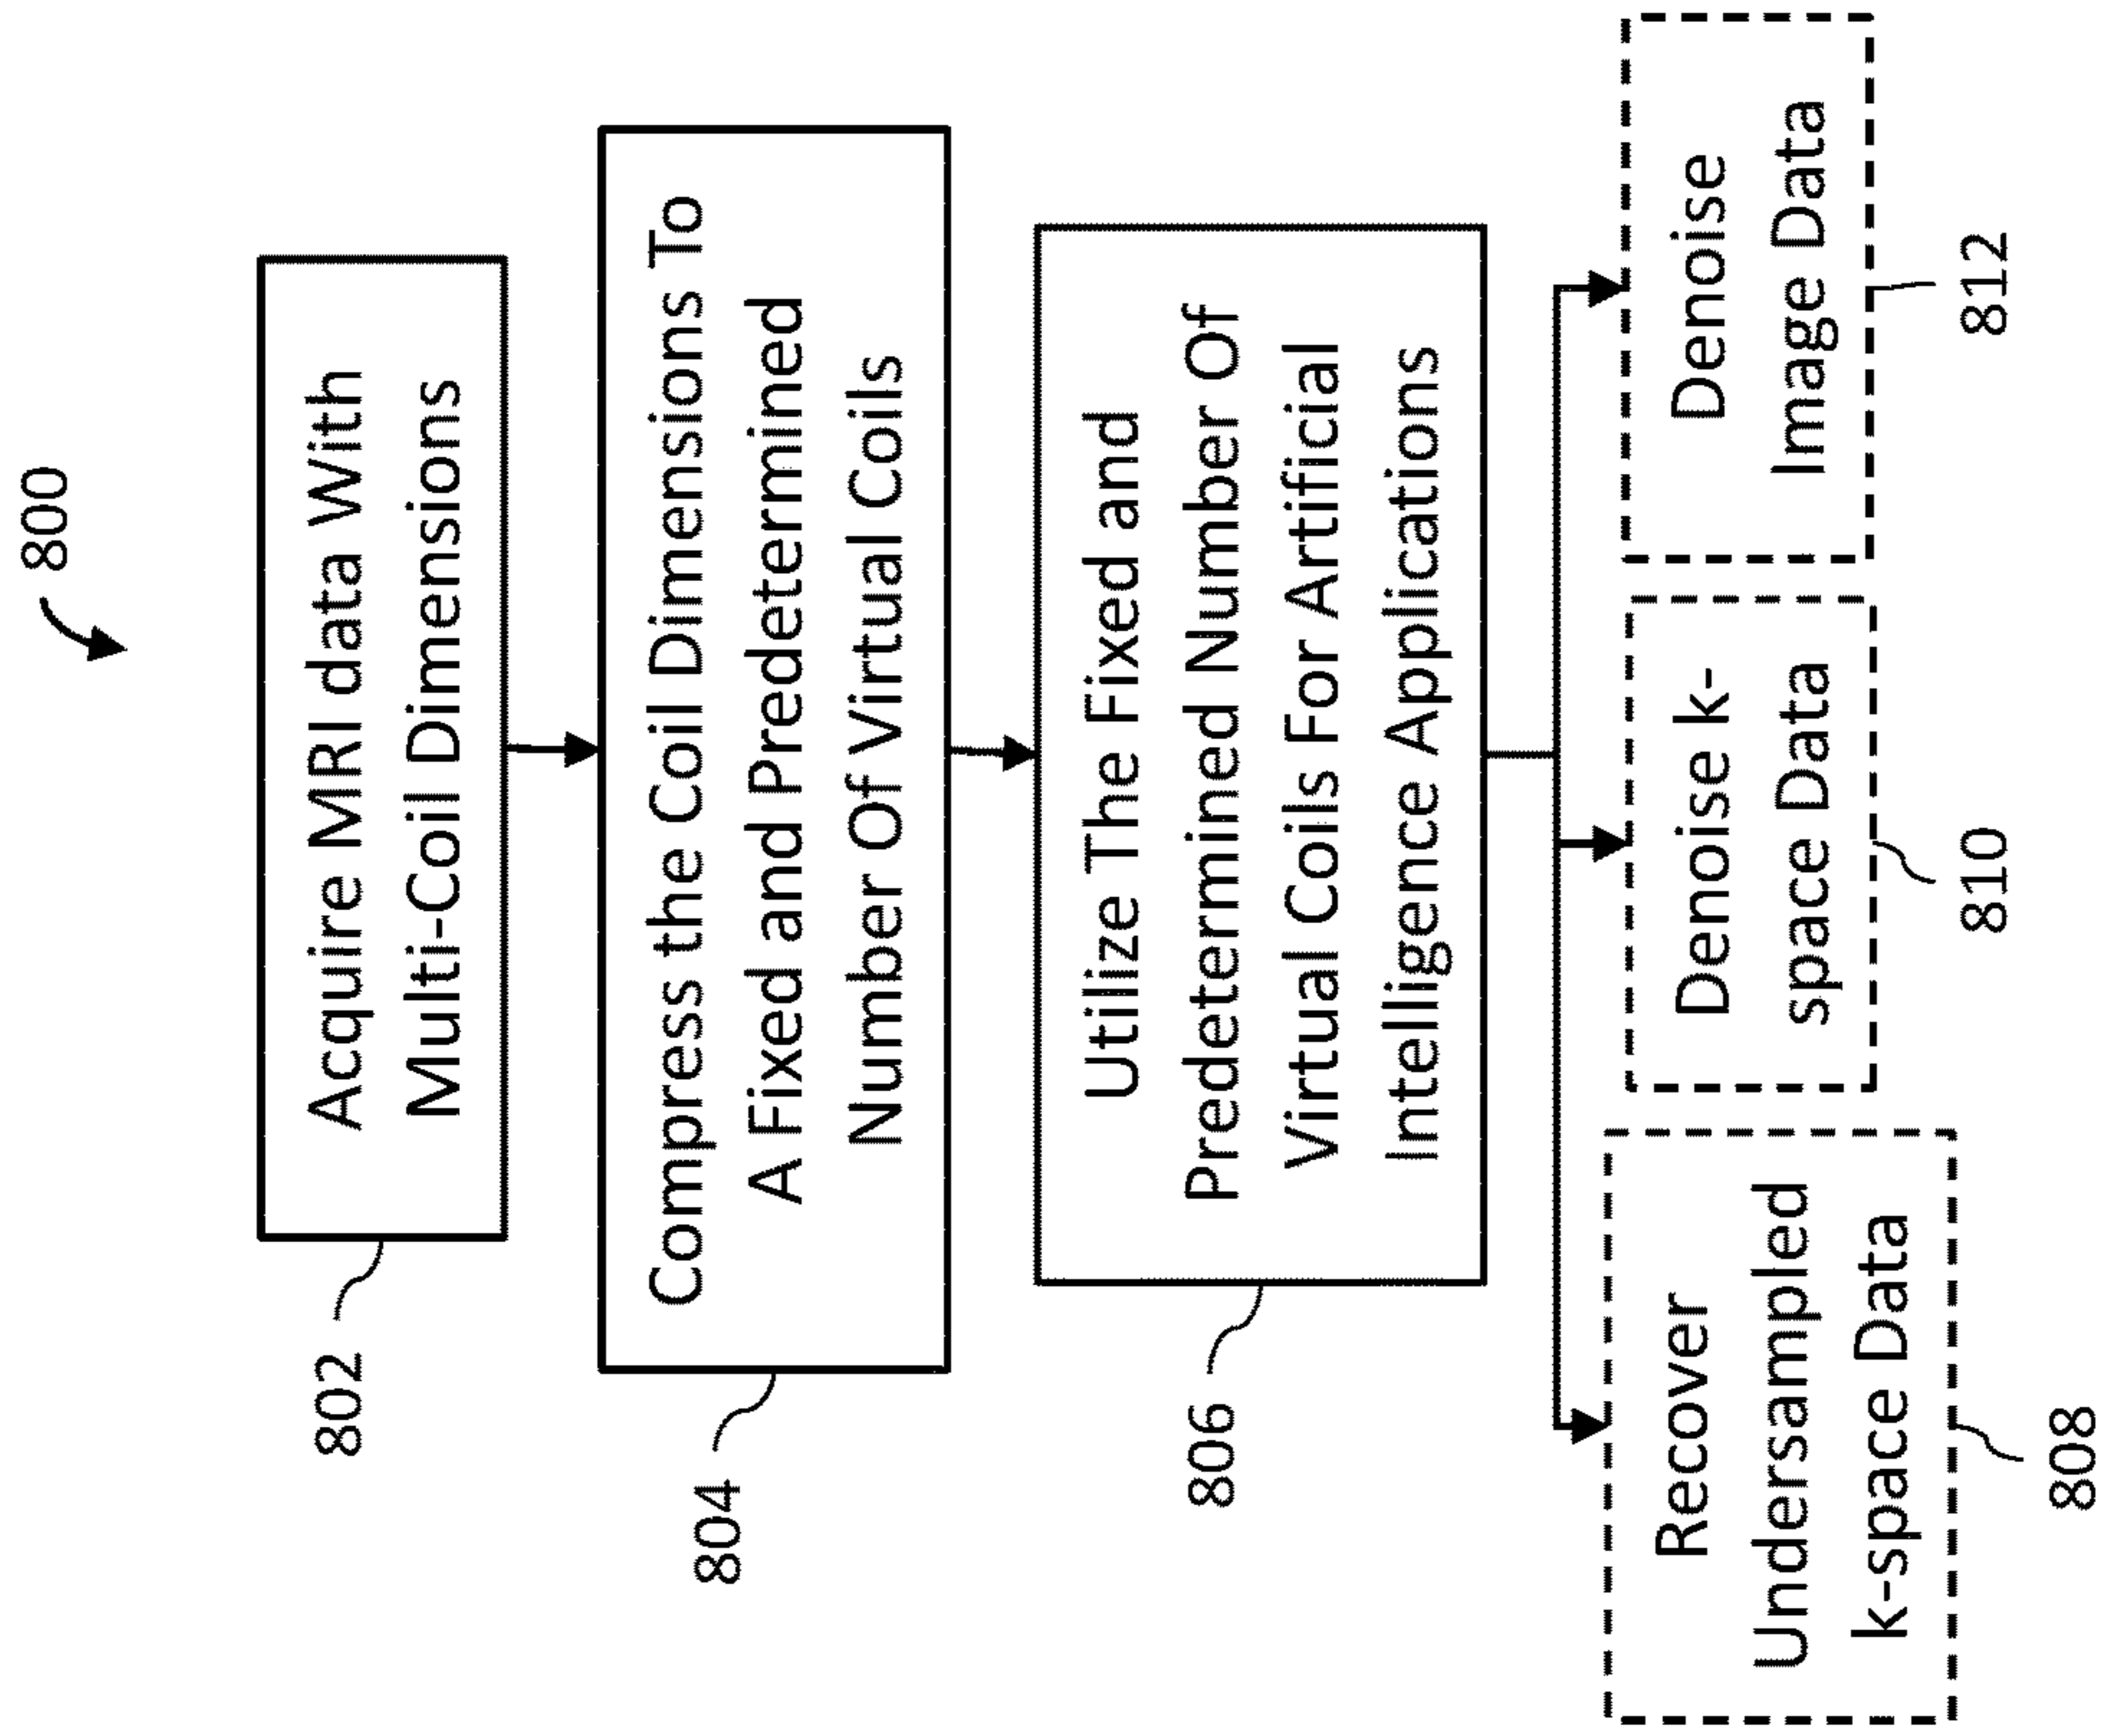 800
802
Acquire MRI data With
Multi-Coil Dimensions
804
Compress the Coil Dimensions To
A Fixed and Predetermined
Number Of Virtual Coils
806
Utilize The Fixed and
Predetermined Number Of
Virtual Coils For Artificial
Intelligence Applications
Recover
Undersampled
k-space Data
808
Denoise k-
space Data
810
Denoise
Image Data
812